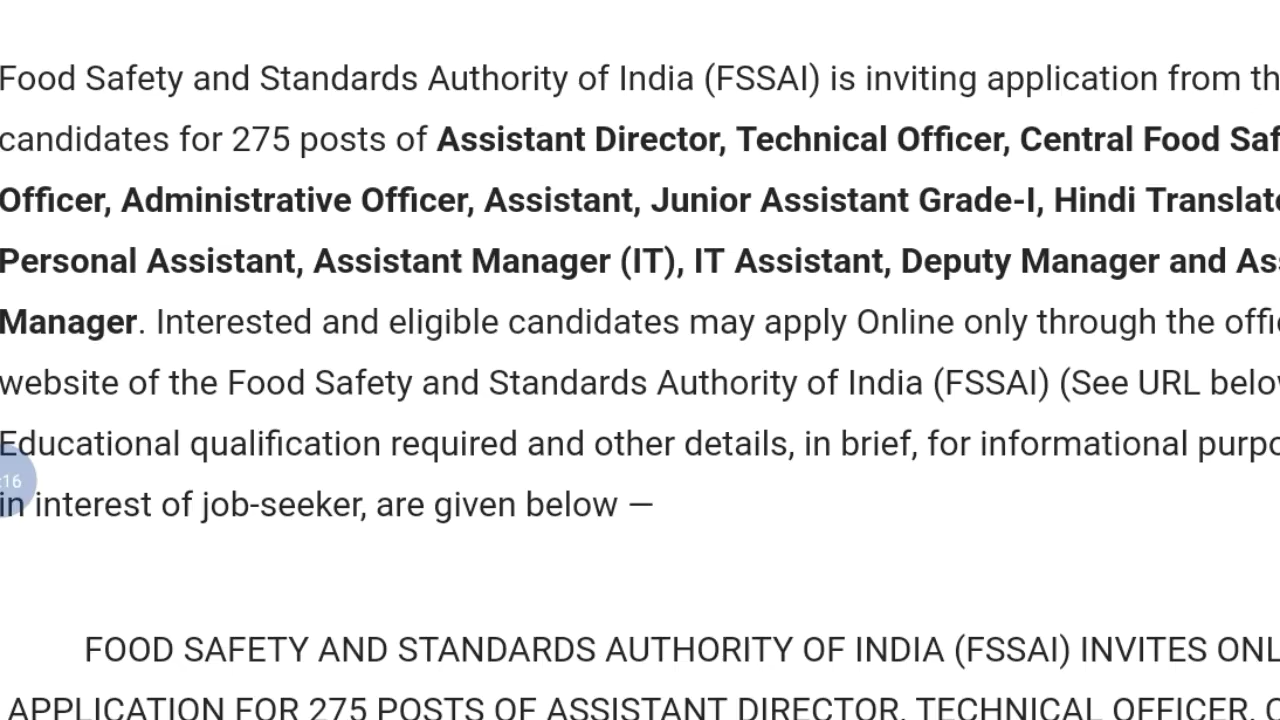 Food Safety and Standards Authority of India (FSSAI) is inviting application from th
candidates for 275 posts of Assistant Director, Technical Officer, Central Food Saf
Officer, Administrative Officer, Assistant, Junior Assistant Grade-I, Hindi Translat
Personal Assistant, Assistant Manager (IT), IT Assistant, Deputy Manager and Ass
Manager. Interested and eligible candidates may apply Online only through the offi
website of the Food Safety and Standards Authority of India (FSSAI) (See URL below
Educational qualification required and other details, in brief, for informational purpo
:16
in interest of job-seeker, are given below —
FOOD SAFETY AND STANDARDS AUTHORITY OF INDIA (FSSAI) INVITES ONL
APPLICATION FOR 275 POSTS OF ASSISTANT DIRECTOR, TECHNICAL OFFICER, C